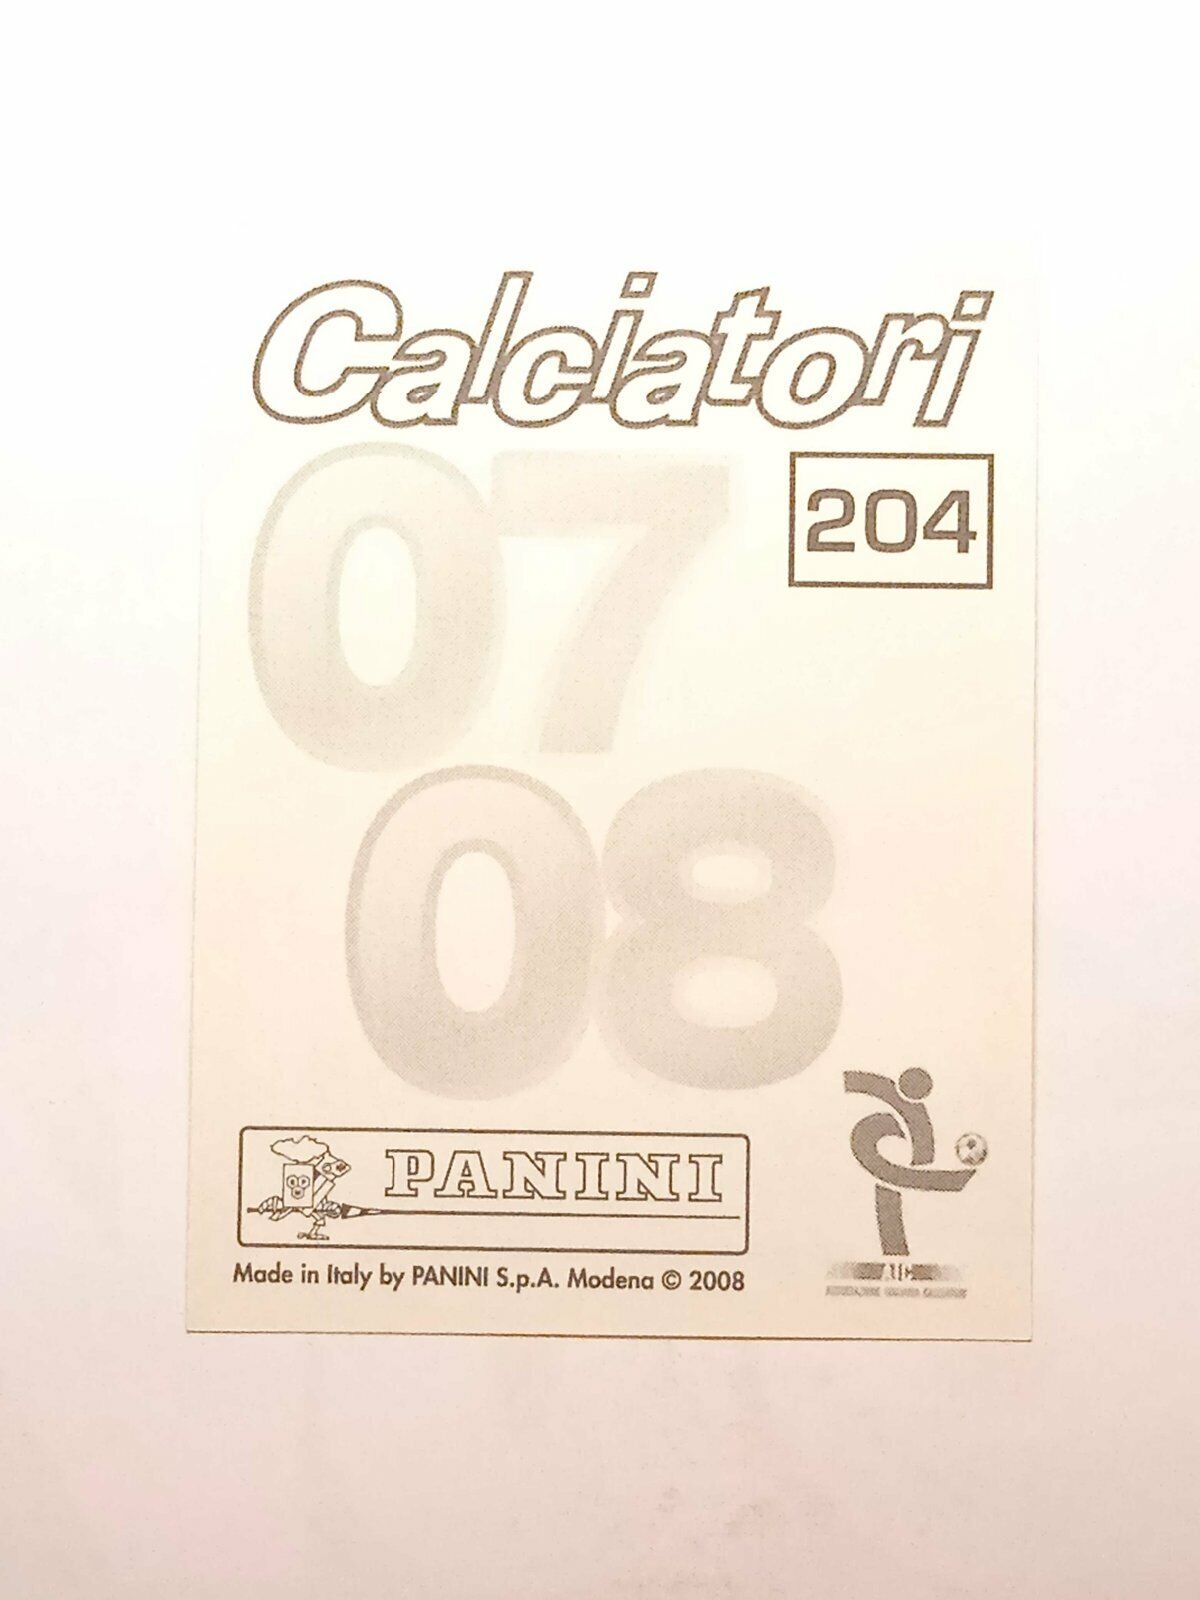 Calciatori
07
204
08
PANINI
Made in Italy by PANINI S.p.A. Modena © 2008